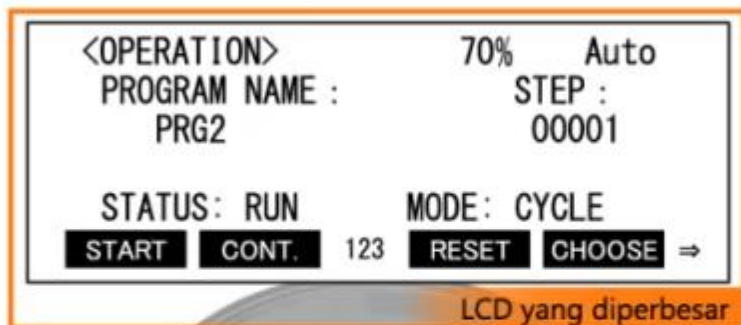 <OPERATION> 70% Auto
PROGRAM NAME : STEP :
PRG2 00001
STATUS: RUN MODE: CYCLE
START CONT. 123 RESET CHOOSE ⇒
LCD yang diperbesar